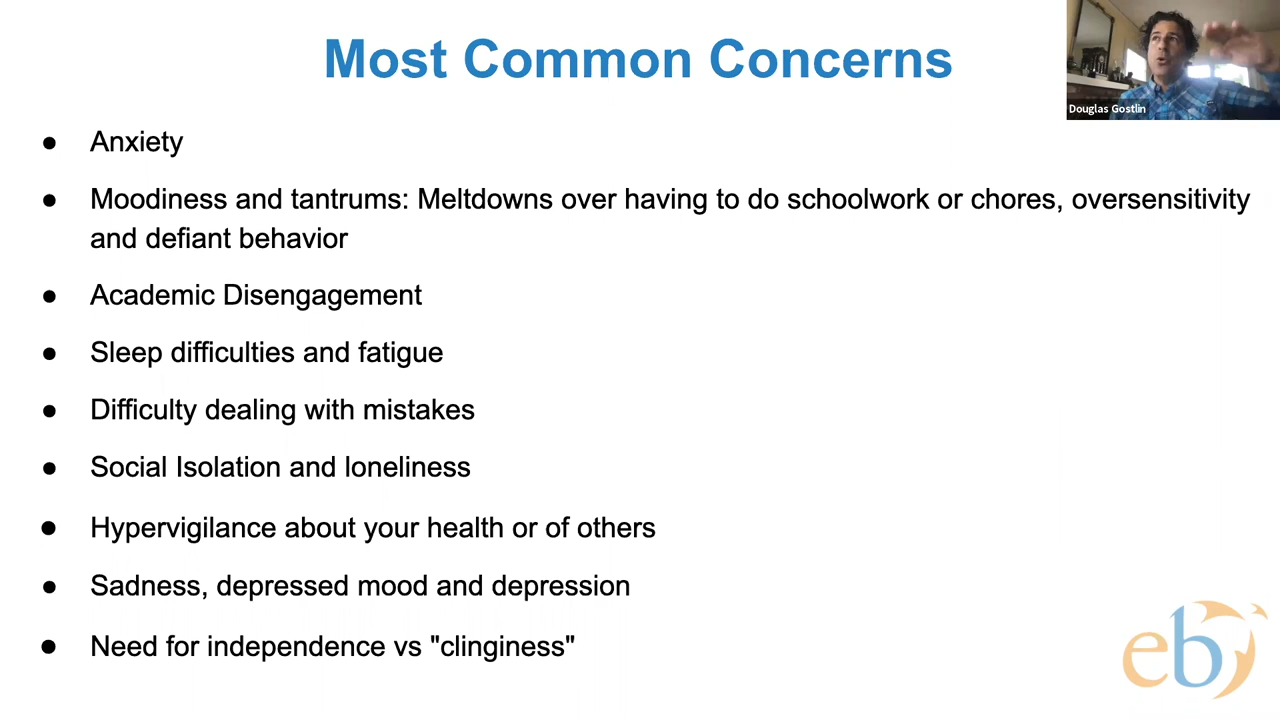 Most Common Concerns
Douglas Gostlin
● Anxiety
● Moodiness and tantrums: Meltdowns over having to do schoolwork or chores, oversensitivity
and defiant behavior
● Academic Disengagement
● Sleep difficulties and fatigue
● Difficulty dealing with mistakes
● Social Isolation and loneliness
● Hypervigilance about your health or of others
● Sadness, depressed mood and depression
● Need for independence vs "clinginess"
eb